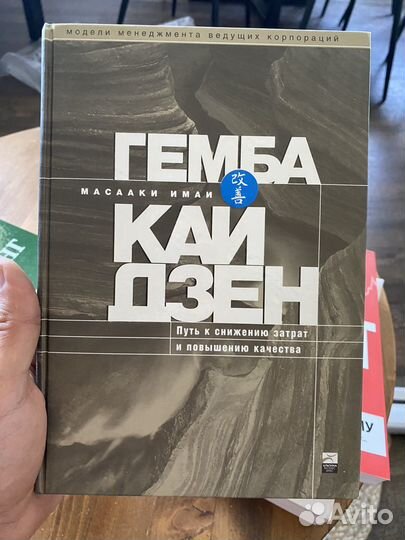 модели менеджмента ведущих корпораций
ГЕМБА
МАСААКИ ИМАИ
改善
КАЙ
ДЗЕН
Путь к снижению затрат
и повышению качества
Avito